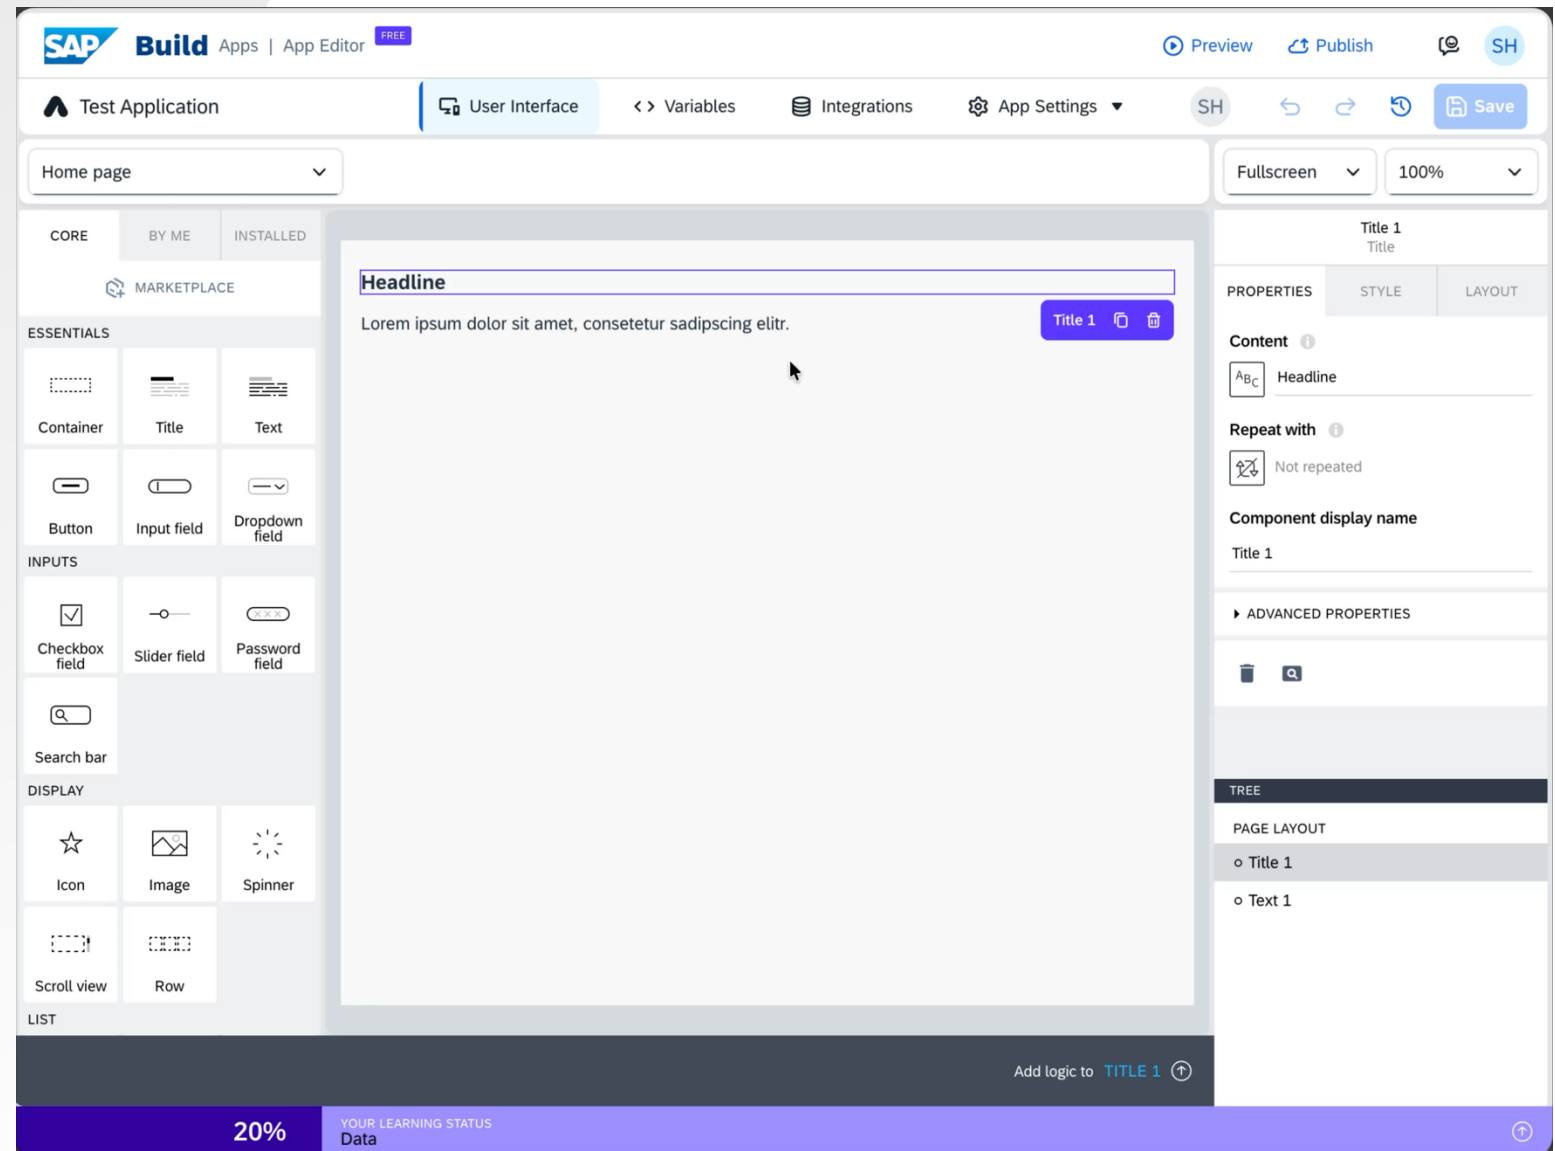 SAP Build Apps | App Editor FREE
Preview Publish SH
Test Application User Interface Variables Integrations App Settings SH Save
Home page Fullscreen 100%
CORE BY ME INSTALLED
MARKETPLACE
ESSENTIALS
Container Title Text
Button Input field Dropdown field
INPUTS
Checkbox field Slider field Password field
Search bar
DISPLAY
Icon Image Spinner
Scroll view Row
LIST
Headline
Lorem ipsum dolor sit amet, consetetur sadipscing elitr.
Title 1
Add logic to TITLE 1
Title 1
Title
PROPERTIES STYLE LAYOUT
Content
ABC Headline
Repeat with
Not repeated
Component display name
Title 1
ADVANCED PROPERTIES
TREE
PAGE LAYOUT
Title 1
Text 1
20% YOUR LEARNING STATUS
Data